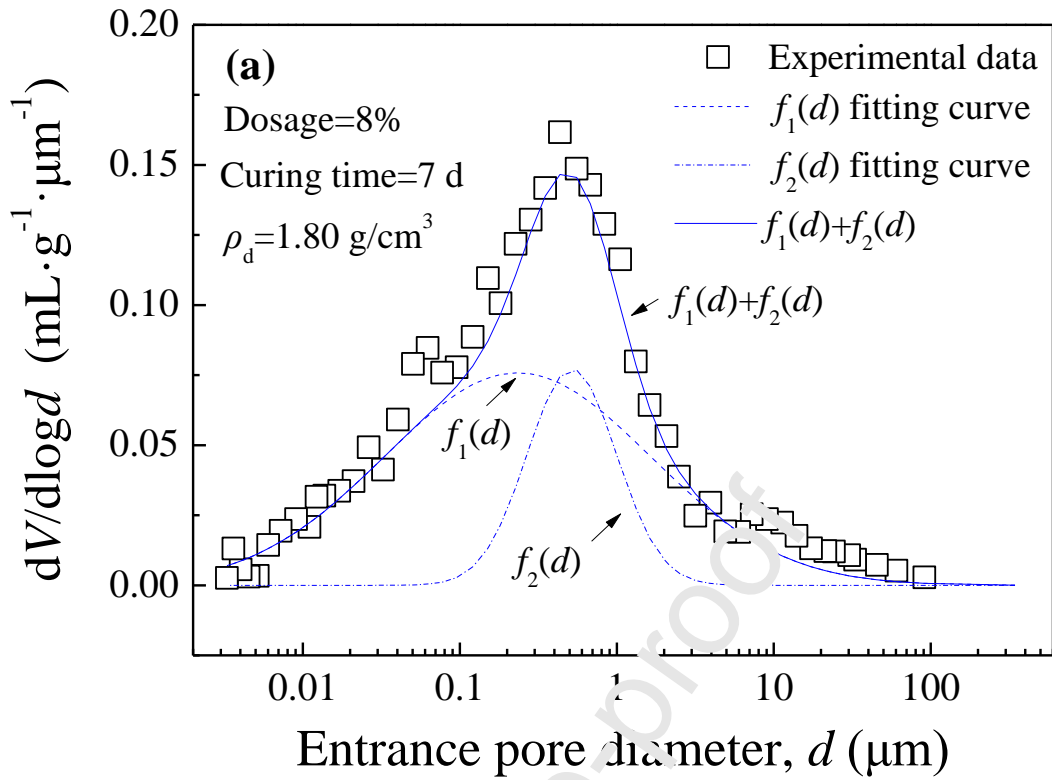 (a)
Dosage=8%
Curing time=7 d
ρd=1.80 g/cm³
Experimental data
f₁(d) fitting curve
f₂(d) fitting curve
f₁(d)+f₂(d)
f₁(d)+f₂(d)
f₁(d)
f₂(d)
0.20
0.15
0.10
0.05
0.00
dV/dlogd (mL·g⁻¹·μm⁻¹)
0.01 0.1 1 10 100
Entrance pore diameter, d (μm)
-proof